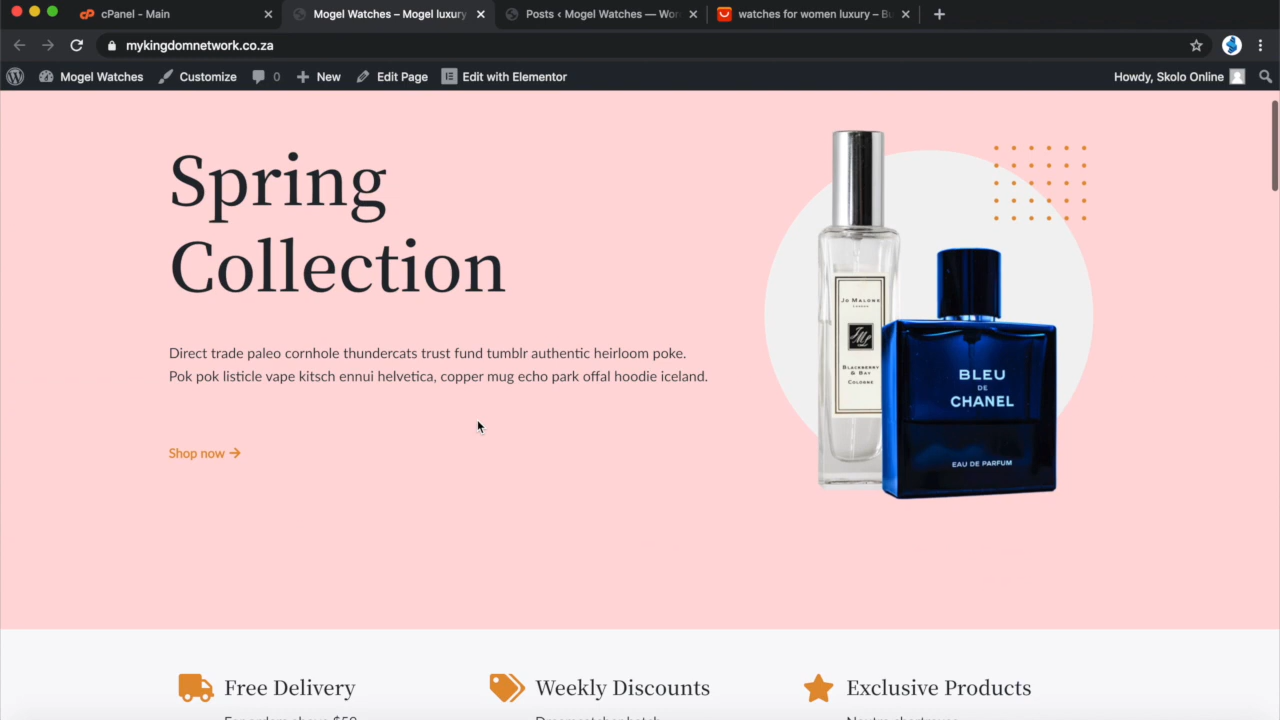 cPanel - Main
Mogel Watches – Mogel luxury
Posts ‹ Mogel Watches — Wor
watches for women luxury – Bu
mykingdomnetwork.co.za
Mogel Watches
Customize
0
New
Edit Page
Edit with Elementor
Howdy, Skolo Online
Spring
Collection
Direct trade paleo cornhole thundercats trust fund tumblr authentic heirloom poke.
Pok pok listicle vape kitsch ennui helvetica, copper mug echo park offal hoodie iceland.
Shop now
JO MALONE
LONDON
BLACKBERRY
& BAY
COLOGNE
BLEU
DE
CHANEL
EAU DE PARFUM
Free Delivery
Weekly Discounts
Exclusive Products